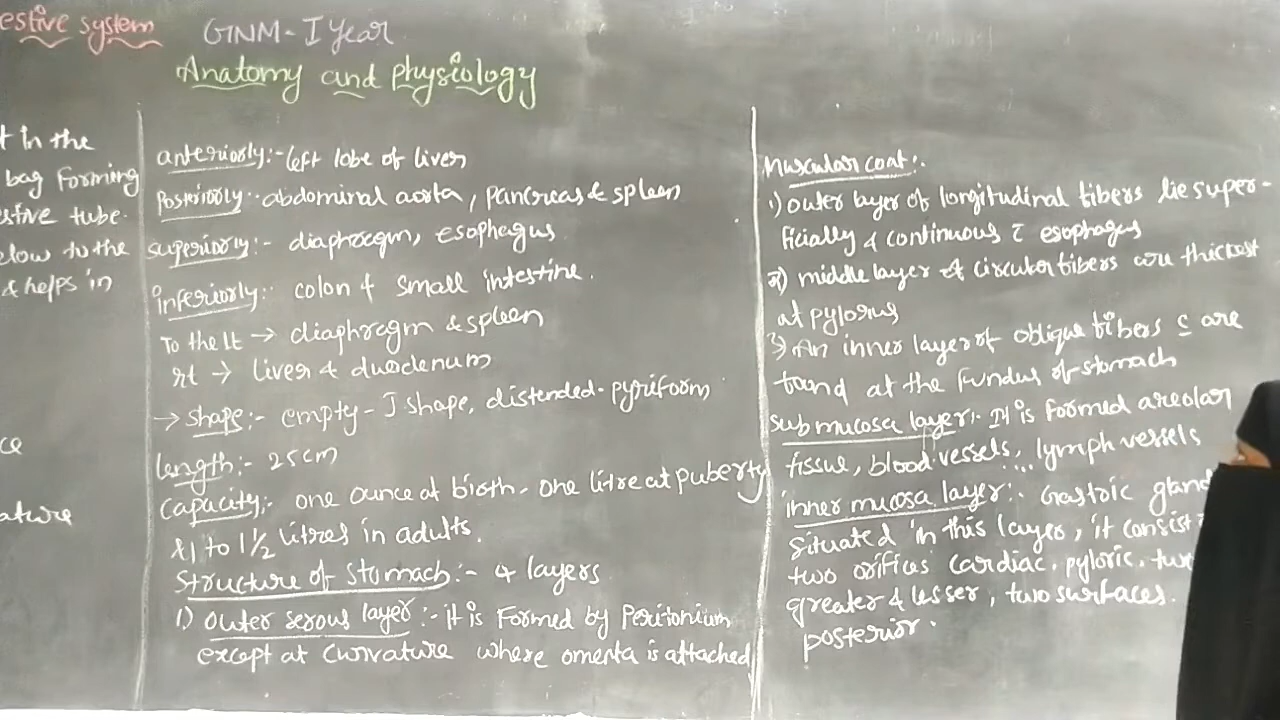 estive system GNM - I Year
Anatomy and physiology
t In the
bag Forming
estive tube.
elow to the
& helps in
ce
ature
anteriorly:- left lobe of liver
Posteriorly:- abdominal aorta, pancreas & spleen
superiorly:- diaphragm, esophagus
inferiorly:- colon & small intestine.
To the lt → diaphragm & spleen
rt → liver & duodenum
→ shape:- empty - J shape, distended - pyriform
length:- 25cm
capacity:- one ounce at birth, one litre at puberty
& 1 to 1½ litres in adults.
Structure of stomach:- 4 layers
1.) outer serous layer:- it is formed by Peritonium
except at curvature where omenta is attached
Muscular coat:-
1) outer layer of longitudinal fibers lie super-
ficially & continuous c̄ esophagus
2) middle layer of circular fibers are thickest
at pylorus
3) An inner layer of oblique fibers c are
found at the fundus of stomach
sub mucosa layer:- It is formed areolar
tissue, blood vessels, lymph vessels
inner mucosa layer:- Gastric gland
situated in this layer, it consist
two orifices cardiac, pyloric, two
greater & lesser, two surfaces.
posterior.